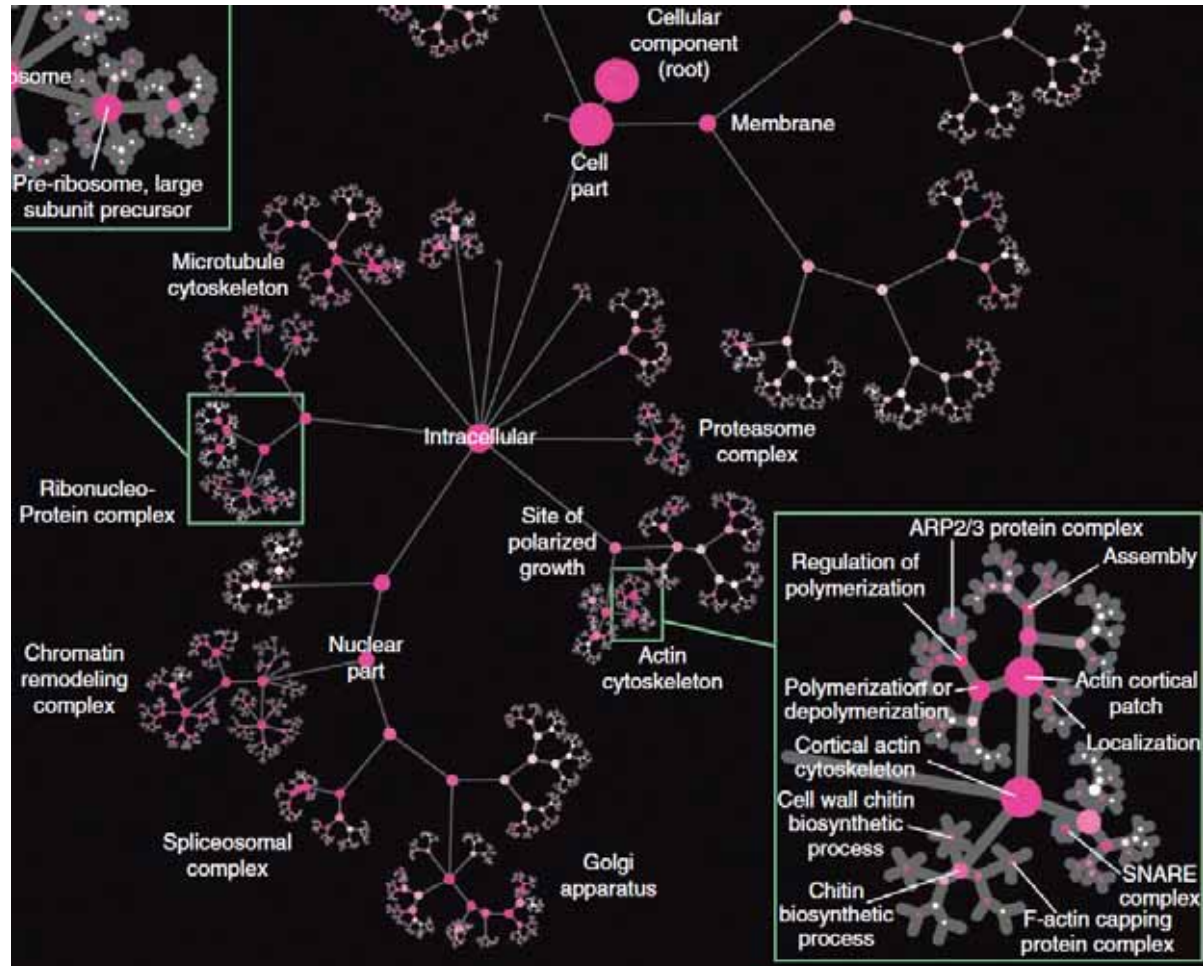 Cellular
component
(root)
Membrane
Cell
part
Pre-ribosome, large
subunit precursor
Microtubule
cytoskeleton
Intracellular
Proteasome
complex
Ribonucleo-
Protein complex
Site of
polarized
growth
Actin
cytoskeleton
Nuclear
part
Chromatin
remodeling
complex
Spliceosomal
complex
Golgi
apparatus
ARP2/3 protein complex
Regulation of
polymerization
Assembly
Polymerization or
depolymerization
Actin cortical
patch
Localization
Cortical actin
cytoskeleton
Cell wall chitin
biosynthetic
process
Chitin
biosynthetic
process
SNARE
complex
F-actin capping
protein complex